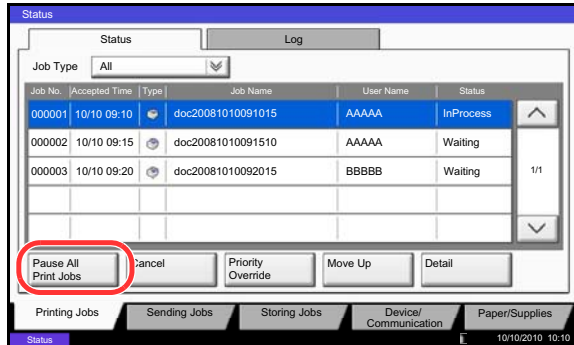 Status
Status Log
Job Type All
Job No. Accepted Time Type Job Name User Name Status
000001 10/10 09:10 doc20081010091015 AAAAA InProcess
000002 10/10 09:15 doc20081010091510 AAAAA Waiting
000003 10/10 09:20 doc20081010092015 BBBBB Waiting
1/1
Pause All
Print Jobs
Cancel
Priority
Override
Move Up
Detail
Printing Jobs
Sending Jobs
Storing Jobs
Device/
Communication
Paper/Supplies
Status 10/10/2010 10:10